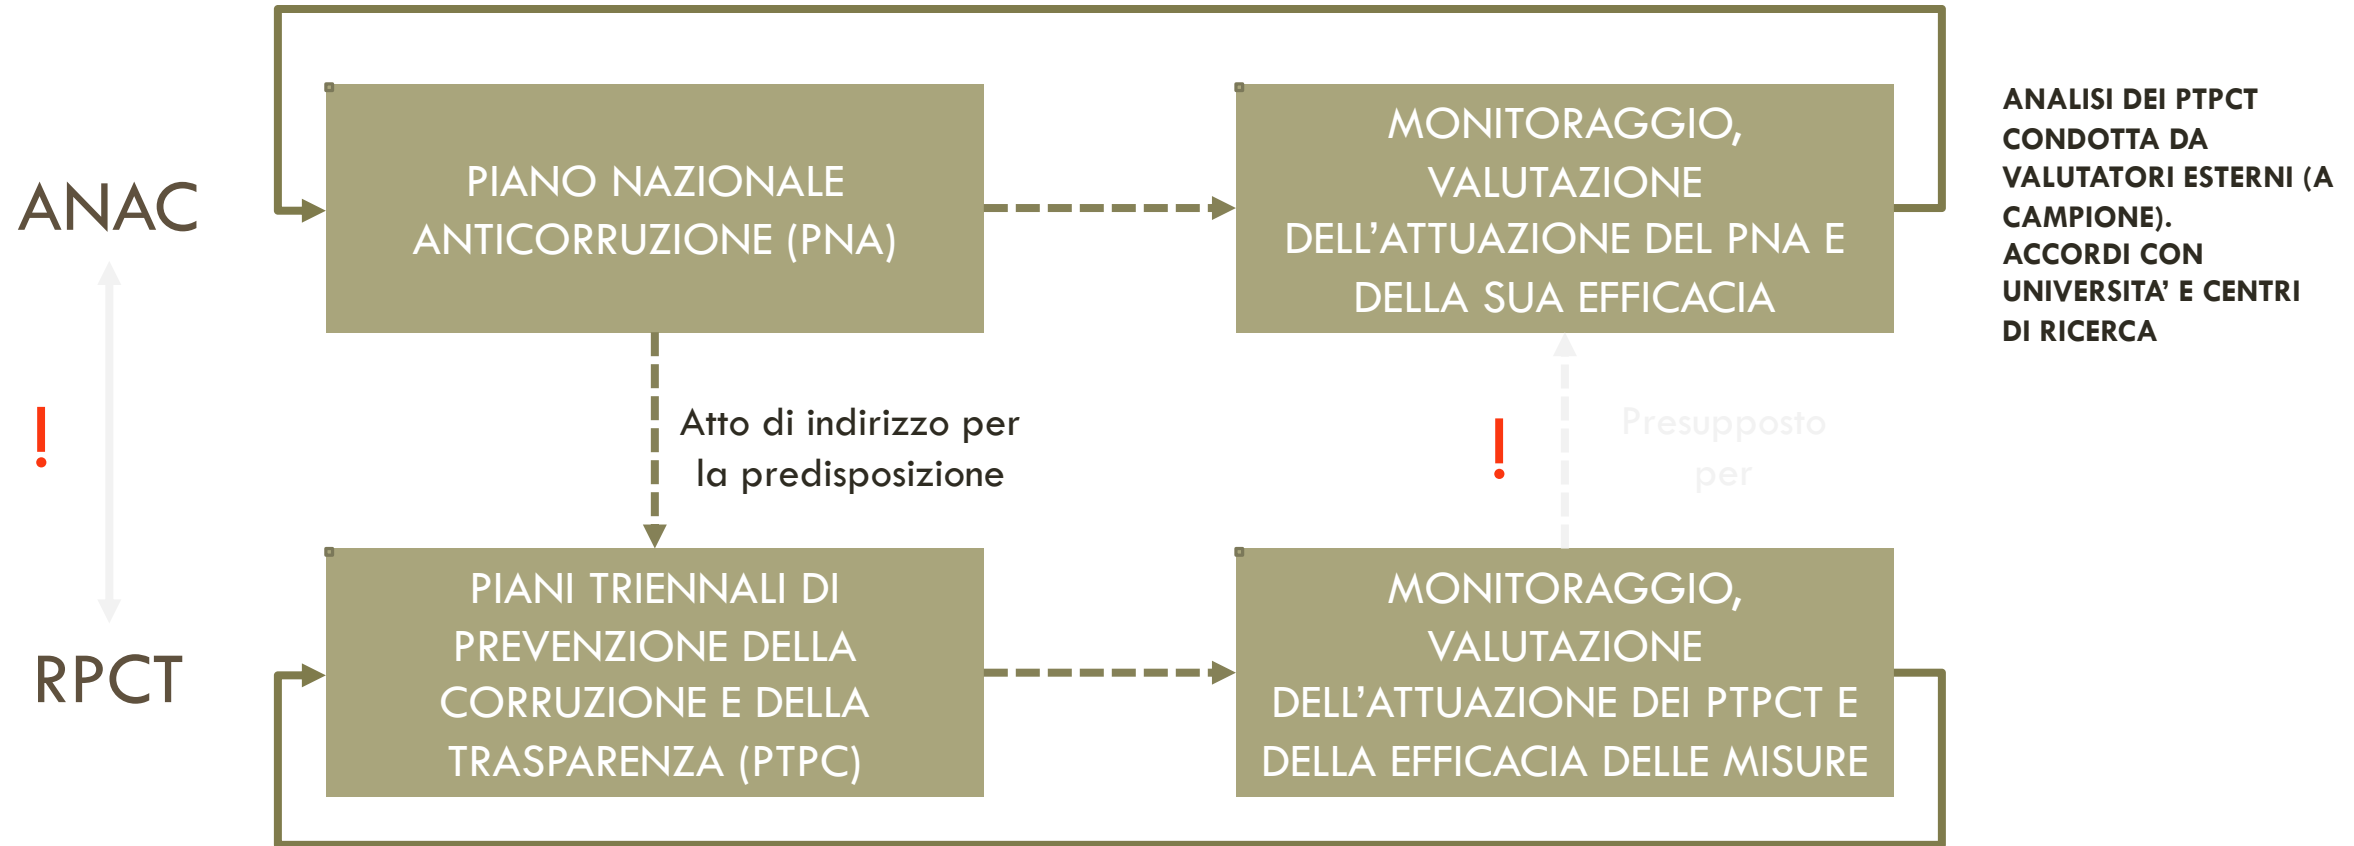 ANAC
PIANO NAZIONALE
ANTICORRUZIONE (PNA)
MONITORAGGIO,
VALUTAZIONE
DELL’ATTUAZIONE DEL PNA E
DELLA SUA EFFICACIA
ANALISI DEI PTPCT
CONDOTTA DA
VALUTATORI ESTERNI (A
CAMPIONE).
ACCORDI CON
UNIVERSITA’ E CENTRI
DI RICERCA
!
Atto di indirizzo per
la predisposizione
!
Presupposto
per
RPCT
PIANI TRIENNALI DI
PREVENZIONE DELLA
CORRUZIONE E DELLA
TRASPARENZA (PTPC)
MONITORAGGIO,
VALUTAZIONE
DELL’ATTUAZIONE DEI PTPCT E
DELLA EFFICACIA DELLE MISURE